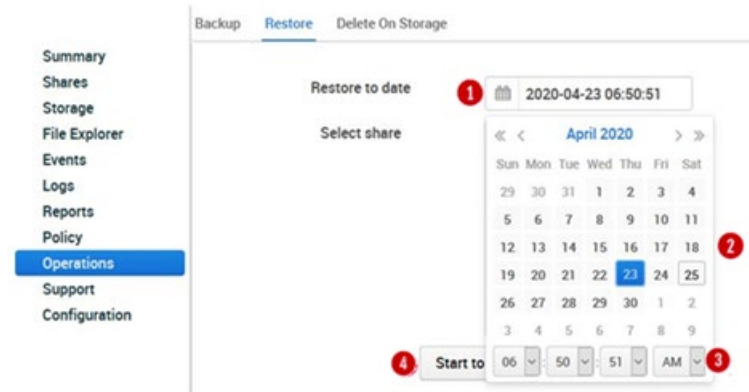 Backup Restore Delete On Storage
Summary
Shares
Storage
File Explorer
Events
Logs
Reports
Policy
Operations
Support
Configuration
Restore to date 1 2020-04-23 06:50:51
Select share
« < April 2020 > »
Sun Mon Tue Wed Thu Fri Sat
29 30 31 1 2 3 4
5 6 7 8 9 10 11
12 13 14 15 16 17 18
2
19 20 21 22 23 24 25
26 27 28 29 30 1 2
3 4 5 6 7 8 9
4 Start to 06 : 50 : 51 AM 3